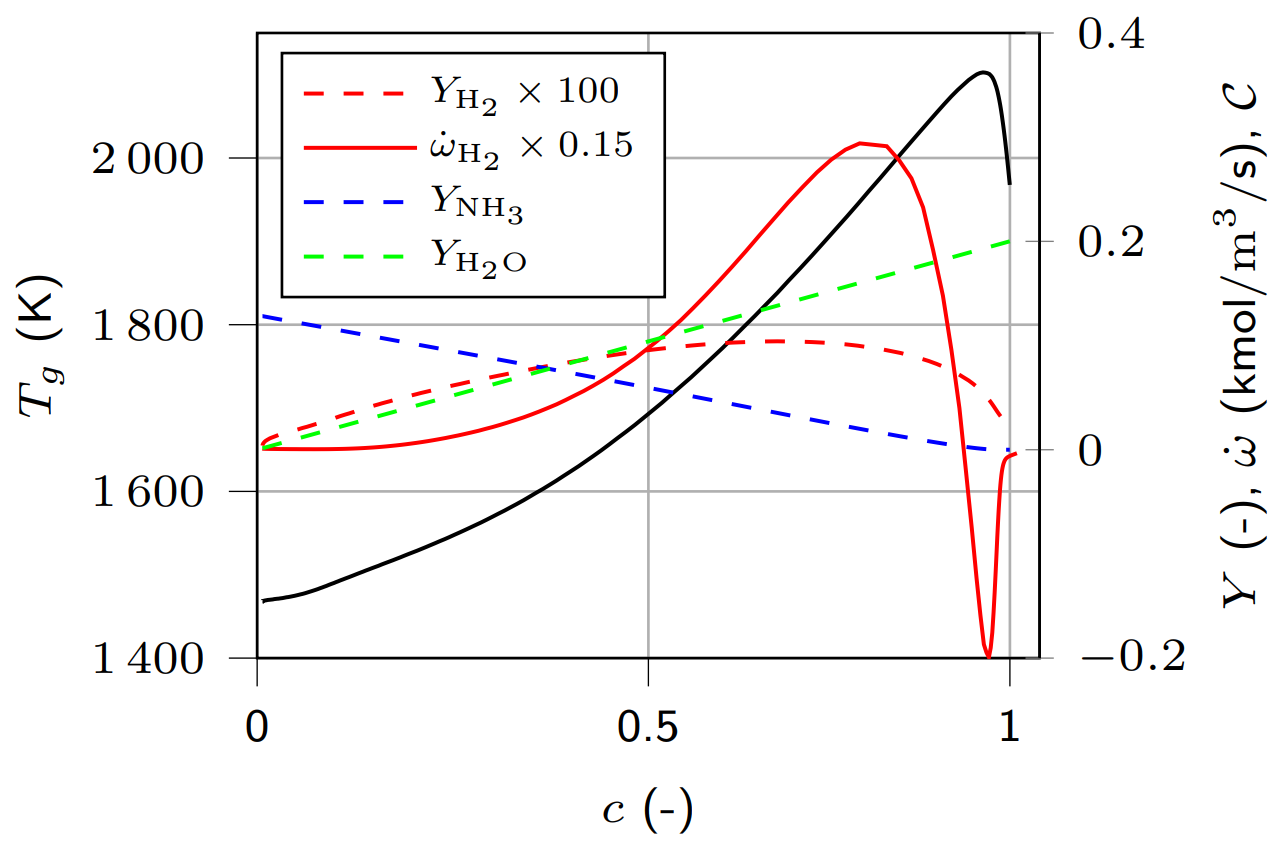 Y_H₂ × 100
ω̇_H₂ × 0.15
Y_NH₃
Y_H₂O
2 000
1 800
1 600
1 400
T_g (K)
0.4
0.2
0
−0.2
Y (-), ω̇ (kmol/m³/s), 𝒞
0 0.5 1
c (-)